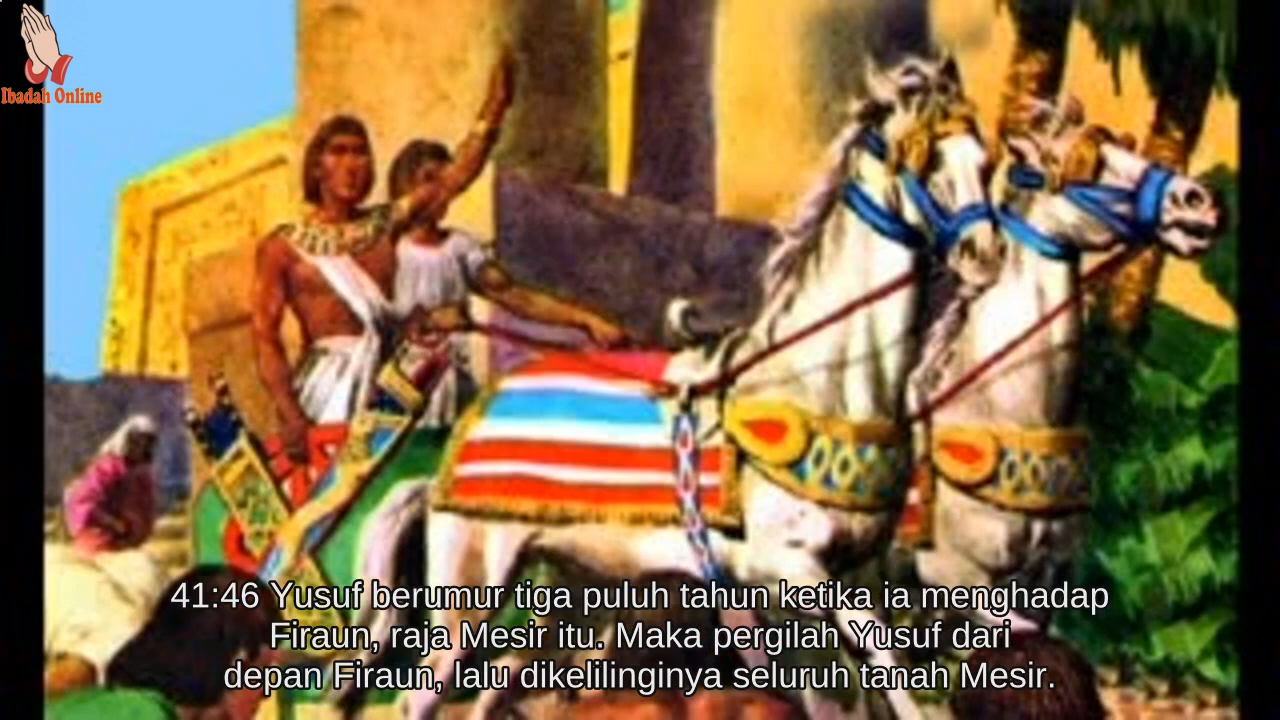 Ibadah Online
41:46 Yusuf berumur tiga puluh tahun ketika ia menghadap
Firaun, raja Mesir itu. Maka pergilah Yusuf dari
depan Firaun, lalu dikelilinginya seluruh tanah Mesir.